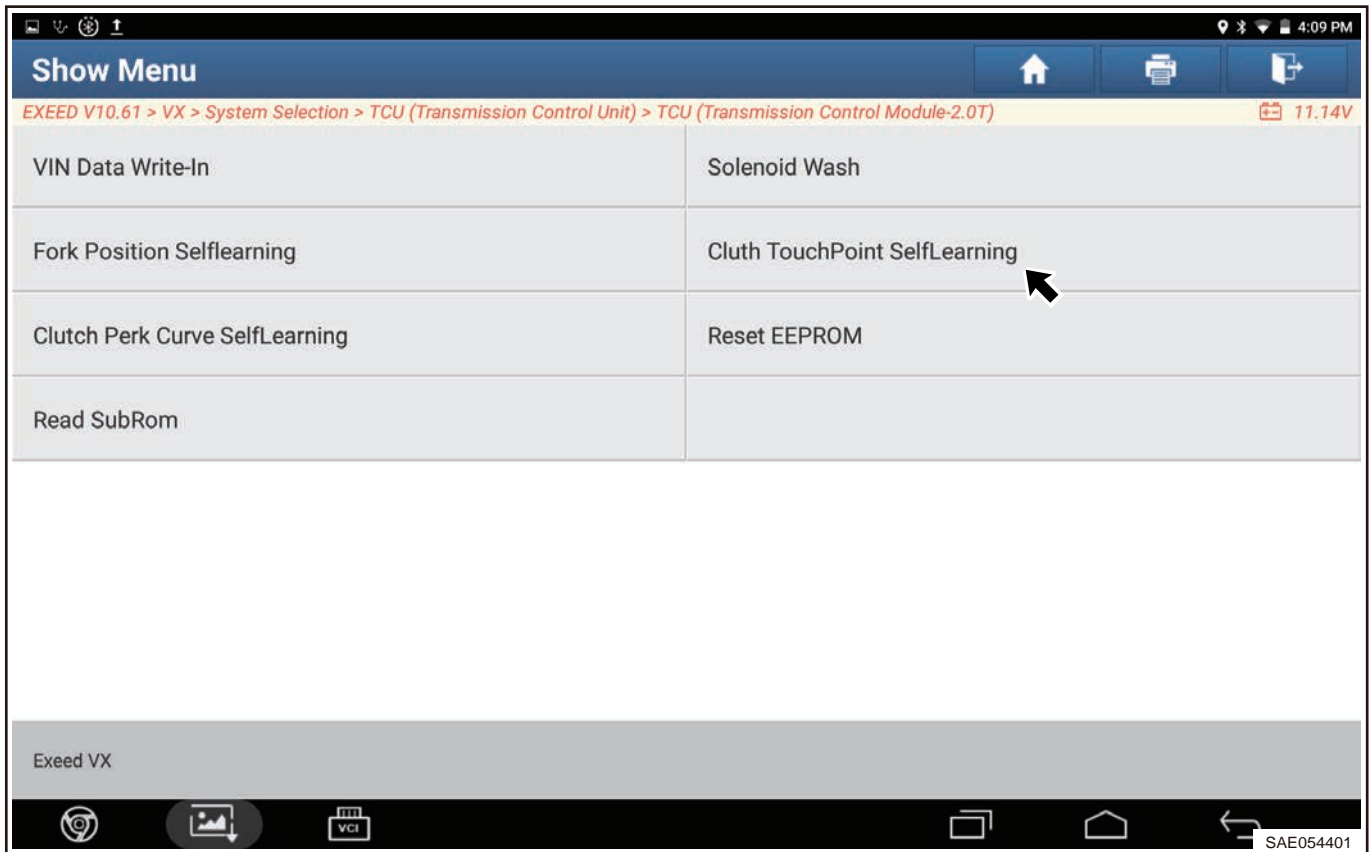 4:09 PM
Show Menu
EXEED V10.61 > VX > System Selection > TCU (Transmission Control Unit) > TCU (Transmission Control Module-2.0T)
11.14V
VIN Data Write-In
Solenoid Wash
Fork Position Selflearning
Cluth TouchPoint SelfLearning
Clutch Perk Curve SelfLearning
Reset EEPROM
Read SubRom
Exeed VX
VCI
SAE054401